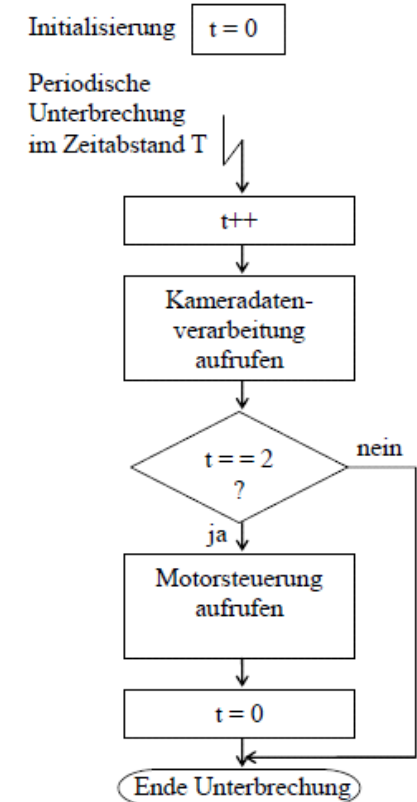 Initialisierung t = 0
Periodische
Unterbrechung
im Zeitabstand T
t++
Kameradaten-
verarbeitung
aufrufen
t = = 2
?
nein
ja
Motorsteuerung
aufrufen
t = 0
Ende Unterbrechung